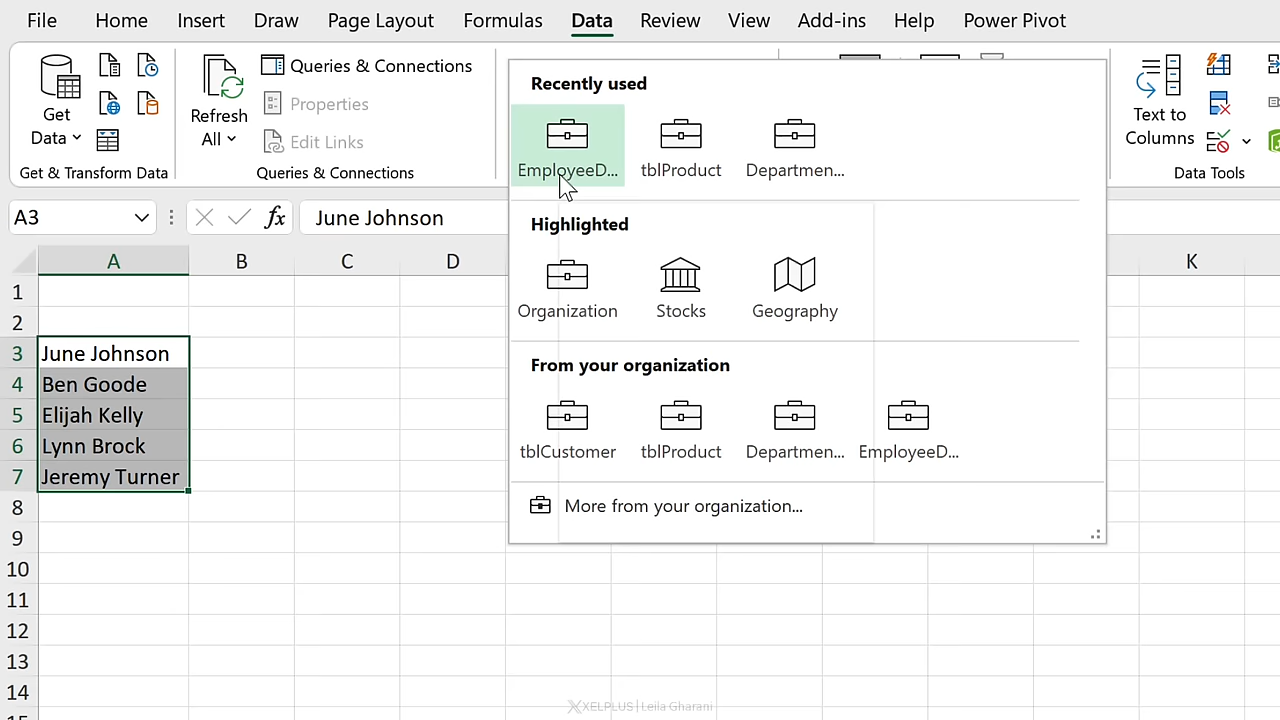 File Home Insert Draw Page Layout Formulas Data Review View Add-ins Help Power Pivot
Get Data
Refresh All
Queries & Connections
Properties
Edit Links
Get & Transform Data
Queries & Connections
Recently used
EmployeeD... tblProduct Departmen...
Highlighted
Organization Stocks Geography
From your organization
tblCustomer tblProduct Departmen... EmployeeD...
More from your organization...
Text to Columns
Data Tools
A3 fx June Johnson
A B C D K
1
2
3 June Johnson
4 Ben Goode
5 Elijah Kelly
6 Lynn Brock
7 Jeremy Turner
8
9
10
11
12
13
14
XELPLUS | Leila Gharani